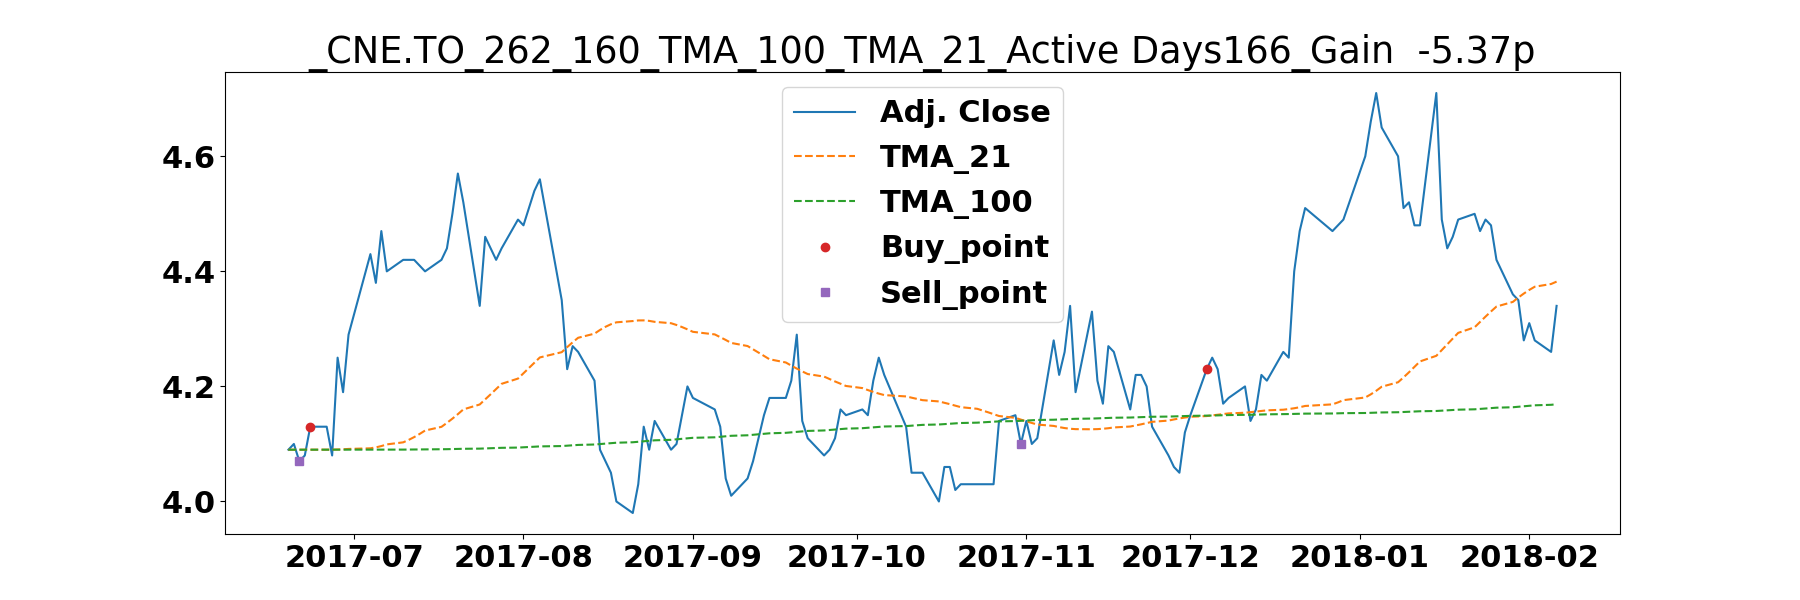 _CNE.TO_262_160_TMA_100_TMA_21_Active Days166_Gain  -5.37p
Adj. Close
TMA_21
TMA_100
Buy_point
Sell_point
4.6
4.4
4.2
4.0
2017-07 2017-08 2017-09 2017-10 2017-11 2017-12 2018-01 2018-02